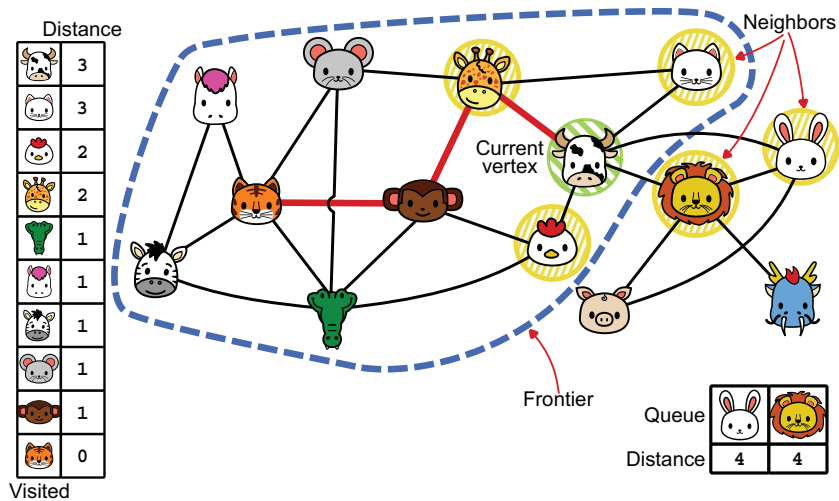 Distance
3
3
2
2
1
1
1
1
1
0
Visited
Neighbors
Current
vertex
Frontier
Queue
Distance 4 4